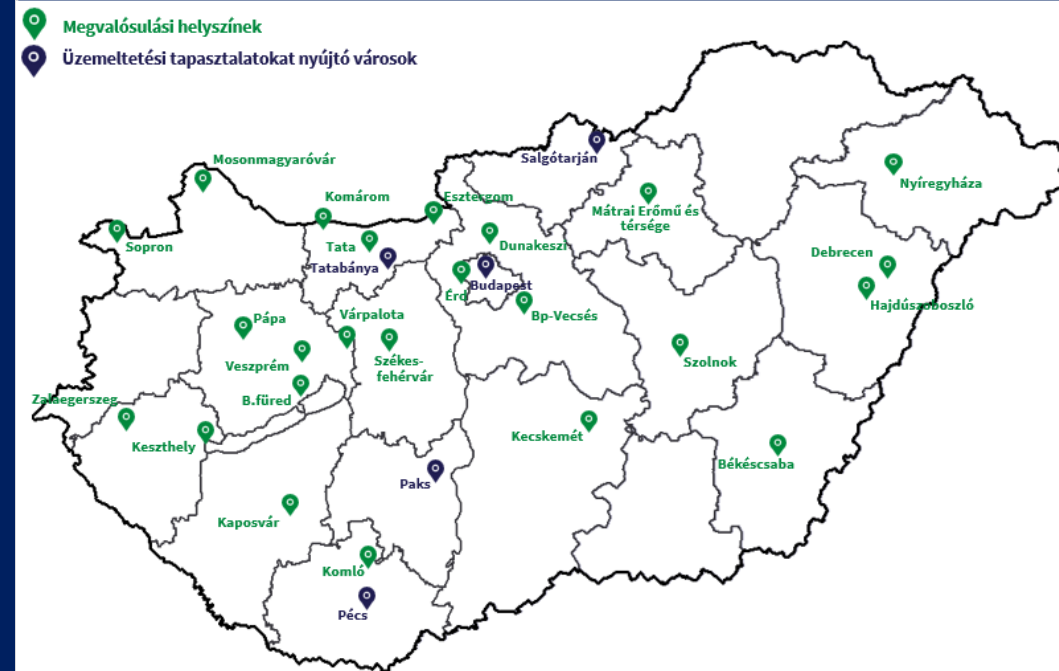 Megvalósulási helyszínek
Üzemeltetési tapasztalatokat nyújtó városok
Salgótarján
Mosonmagyaróvár
Nyíregyháza
Komárom
Esztergom
Mátrai Erőmű és
térsége
Sopron
Tata
Dunakeszi
Debrecen
Tatabánya
Budapest
Érd
Hajdúszoboszló
Bp-Vecsés
Várpalota
Pápa
Székes-
fehérvár
Veszprém
Szolnok
B.füred
Zalaegerszeg
Keszthely
Kecskemét
Békéscsaba
Paks
Kaposvár
Komló
Pécs